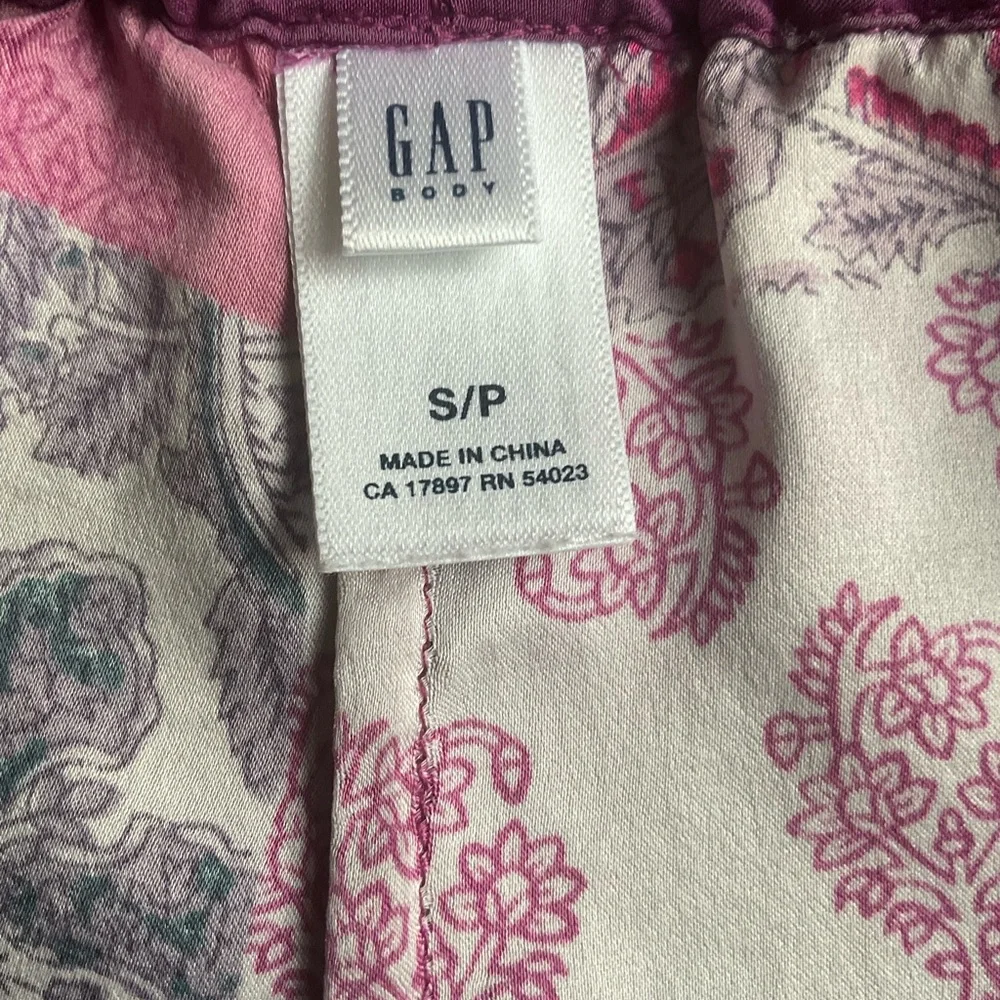 GAP
BODY
S/P
MADE IN CHINA
CA 17897 RN 54023